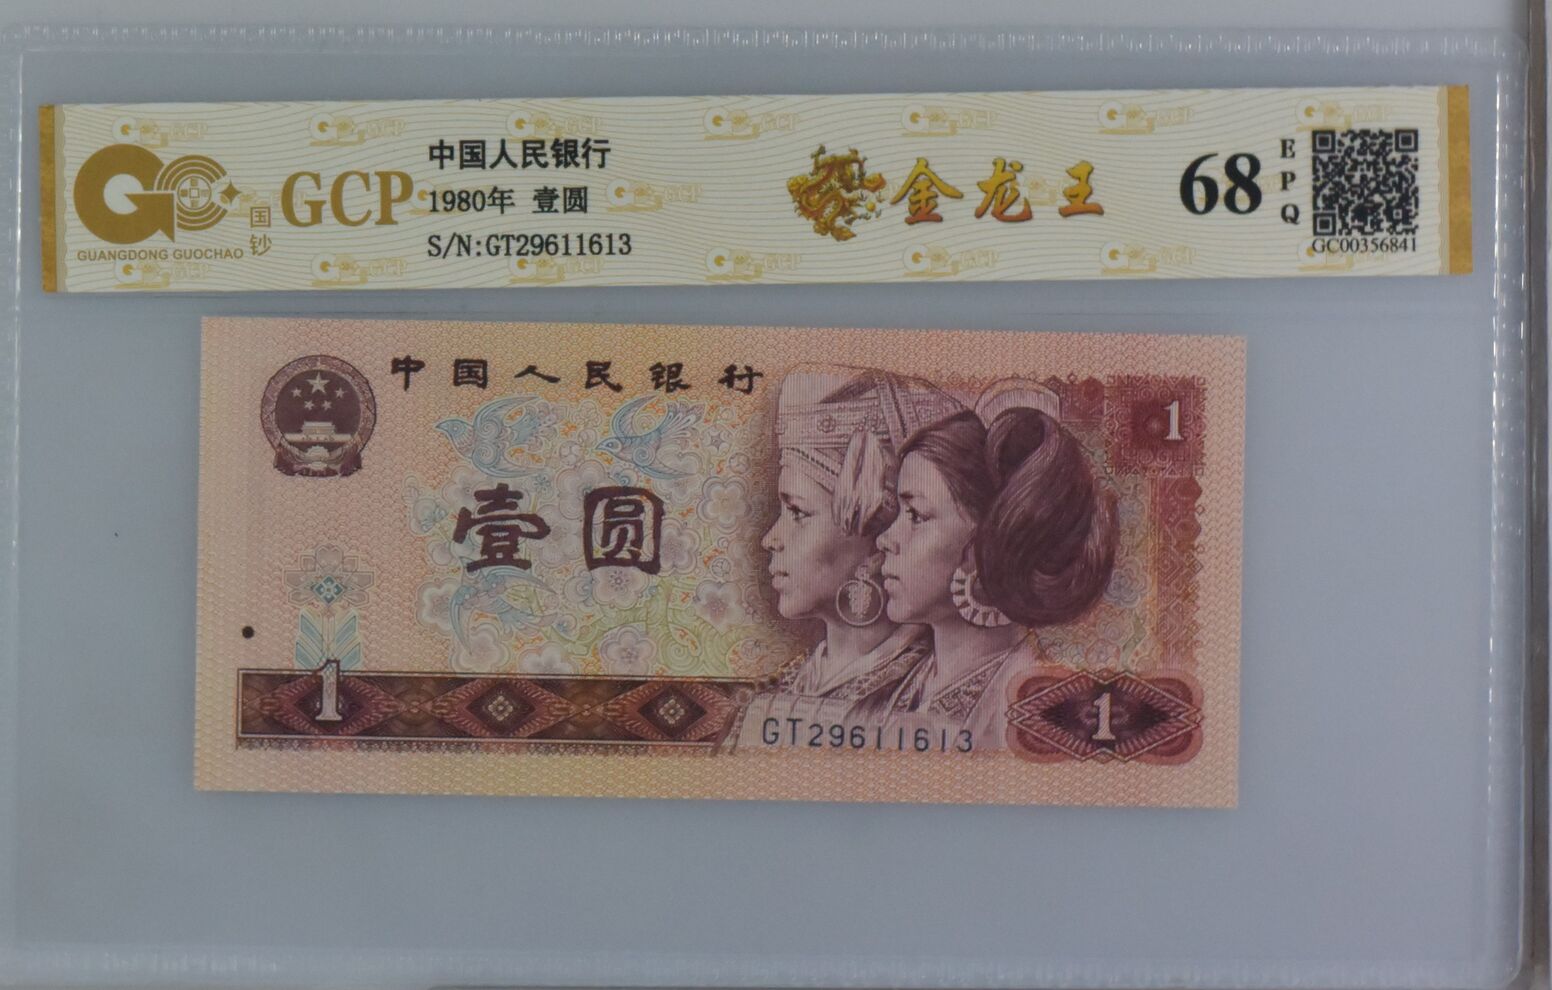 GCP
国钞
GUANGDONG GUOCHAO
中国人民银行
1980年 壹圆
S/N:GT29611613
金龙王
68
EPQ
GC00356841
中国人民银行
1
壹圆
1
GT29611613
1